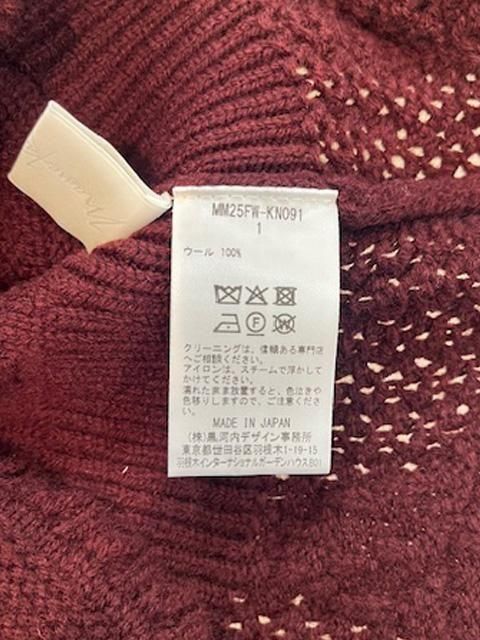 MM25FW-KN091
1
ウール 100%
クリーニングは、信頼ある専門店
へご相談ください。
アイロンは、スチームで浮かして
かけてください。
濡れたまま放置すると、色泣きや
色移りしますので、ご注意くださ
い。
MADE IN JAPAN
(株)黒河内デザイン事務所
東京都世田谷区羽根木1-19-15
羽根木インターナショナルガーデンハウスB01